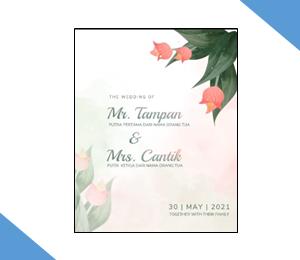 THE WEDDING OF
Mr. Tampan
PUTRA PERTAMA DARI NAMA ORANG TUA
&
Mrs. Cantik
PUTRI KETIGA DARI NAMA ORANG TUA
30 | MAY | 2021
TOGETHER WITH THEIR FAMILY